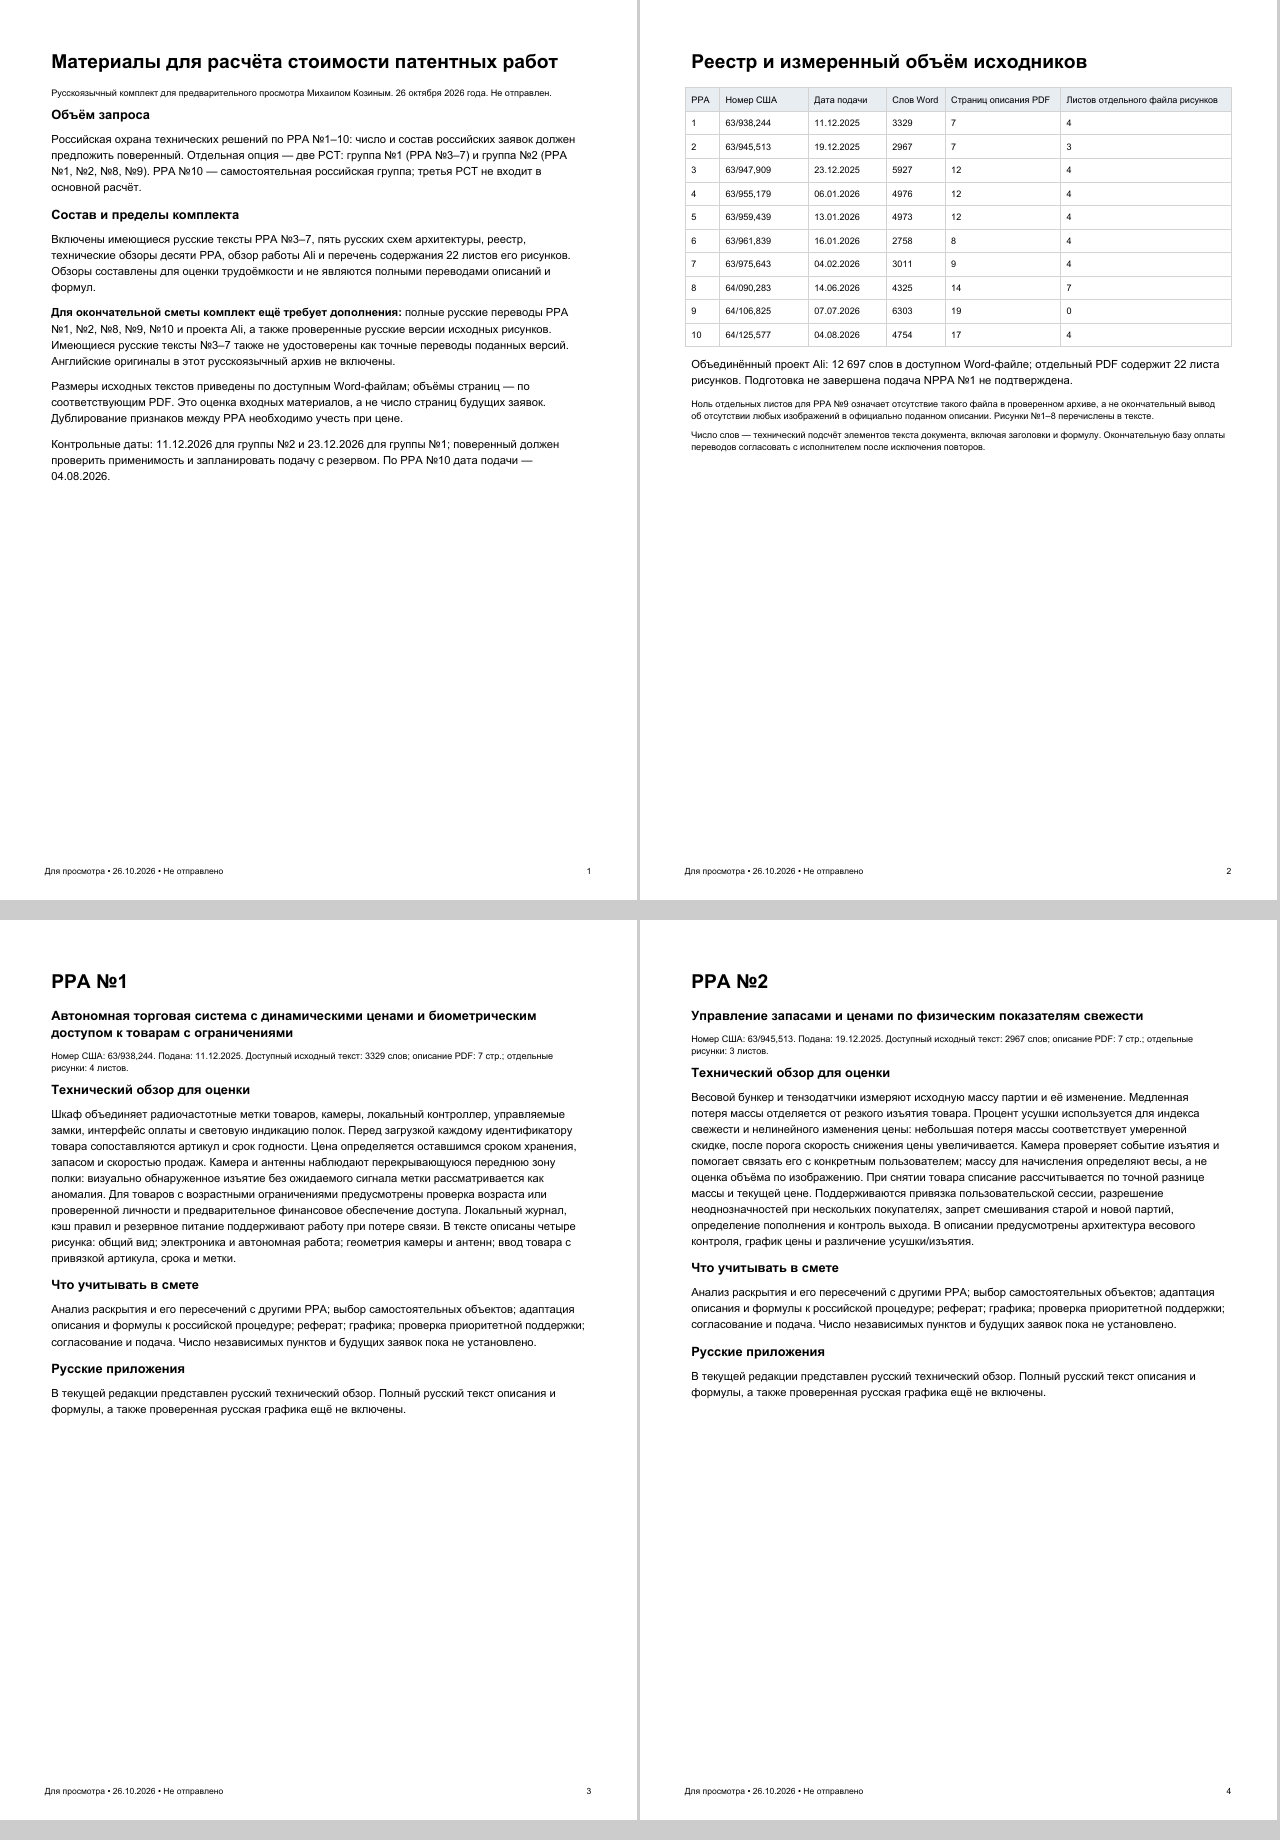 Материалы для расчёта стоимости патентных работ
Русскоязычный комплект для предварительного просмотра Михаилом Козиным. 26 октября 2026 года. Не отправлен.
Объём запроса
Российская охрана технических решений по PPA №1–10: число и состав российских заявок должен
предложить поверенный. Отдельная опция — две PCT: группа №1 (PPA №3–7) и группа №2 (PPA
№1, №2, №8, №9). PPA №10 — самостоятельная российская группа; третья PCT не входит в
основной расчёт.
Состав и пределы комплекта
Включены имеющиеся русские тексты PPA №3–7, пять русских схем архитектуры, реестр,
технические обзоры десяти PPA, обзор работы Ali и перечень содержания 22 листов его рисунков.
Обзоры составлены для оценки трудоёмкости и не являются полными переводами описаний и
формул.
Для окончательной сметы комплект ещё требует дополнения: полные русские переводы PPA
№1, №2, №8, №9, №10 и проекта Ali, а также проверенные русские версии исходных рисунков.
Имеющиеся русские тексты №3–7 также не удостоверены как точные переводы поданных версий.
Английские оригиналы в этот русскоязычный архив не включены.
Размеры исходных текстов приведены по доступным Word-файлам; объёмы страниц — по
соответствующим PDF. Это оценка входных материалов, а не число страниц будущих заявок.
Дублирование признаков между PPA необходимо учесть при цене.
Контрольные даты: 11.12.2026 для группы №2 и 23.12.2026 для группы №1; поверенный должен
проверить применимость и запланировать подачу с резервом. По PPA №10 дата подачи —
04.08.2026.
Для просмотра • 26.10.2026 • Не отправлено 1
Реестр и измеренный объём исходников
PPA Номер США Дата подачи Слов Word Страниц описания PDF Листов отдельного файла рисунков
1 63/938,244 11.12.2025 3329 7 4
2 63/945,513 19.12.2025 2967 7 3
3 63/947,909 23.12.2025 5927 12 4
4 63/955,179 06.01.2026 4976 12 4
5 63/959,439 13.01.2026 4973 12 4
6 63/961,839 16.01.2026 2758 8 4
7 63/975,643 04.02.2026 3011 9 4
8 64/090,283 14.06.2026 4325 14 7
9 64/106,825 07.07.2026 6303 19 0
10 64/125,577 04.08.2026 4754 17 4
Объединённый проект Ali: 12 697 слов в доступном Word-файле; отдельный PDF содержит 22 листа
рисунков. Подготовка не завершена подача NPPA №1 не подтверждена.
Ноль отдельных листов для PPA №9 означает отсутствие такого файла в проверенном архиве, а не окончательный вывод
об отсутствии любых изображений в официально поданном описании. Рисунки №1–8 перечислены в тексте.
Число слов — технический подсчёт элементов текста документа, включая заголовки и формулу. Окончательную базу оплаты
переводов согласовать с исполнителем после исключения повторов.
Для просмотра • 26.10.2026 • Не отправлено 2
PPA №1
Автономная торговая система с динамическими ценами и биометрическим
доступом к товарам с ограничениями
Номер США: 63/938,244. Подана: 11.12.2025. Доступный исходный текст: 3329 слов; описание PDF: 7 стр.; отдельные
рисунки: 4 листов.
Технический обзор для оценки
Шкаф объединяет радиочастотные метки товаров, камеры, локальный контроллер, управляемые
замки, интерфейс оплаты и световую индикацию полок. Перед загрузкой каждому идентификатору
товара сопоставляются артикул и срок годности. Цена определяется оставшимся сроком хранения,
запасом и скоростью продаж. Камера и антенны наблюдают перекрывающуюся переднюю зону
полки: визуально обнаруженное изъятие без ожидаемого сигнала метки рассматривается как
аномалия. Для товаров с возрастными ограничениями предусмотрены проверка возраста или
проверенной личности и предварительное финансовое обеспечение доступа. Локальный журнал,
кэш правил и резервное питание поддерживают работу при потере связи. В тексте описаны четыре
рисунка: общий вид; электроника и автономная работа; геометрия камеры и антенн; ввод товара с
привязкой артикула, срока и метки.
Что учитывать в смете
Анализ раскрытия и его пересечений с другими PPA; выбор самостоятельных объектов; адаптация
описания и формулы к российской процедуре; реферат; графика; проверка приоритетной поддержки;
согласование и подача. Число независимых пунктов и будущих заявок пока не установлено.
Русские приложения
В текущей редакции представлен русский технический обзор. Полный русский текст описания и
формулы, а также проверенная русская графика ещё не включены.
Для просмотра • 26.10.2026 • Не отправлено 3
PPA №2
Управление запасами и ценами по физическим показателям свежести
Номер США: 63/945,513. Подана: 19.12.2025. Доступный исходный текст: 2967 слов; описание PDF: 7 стр.; отдельные
рисунки: 3 листов.
Технический обзор для оценки
Весовой бункер и тензодатчики измеряют исходную массу партии и её изменение. Медленная
потеря массы отделяется от резкого изъятия товара. Процент усушки используется для индекса
свежести и нелинейного изменения цены: небольшая потеря массы соответствует умеренной
скидке, после порога скорость снижения цены увеличивается. Камера проверяет событие изъятия и
помогает связать его с конкретным пользователем; массу для начисления определяют весы, а не
оценка объёма по изображению. При снятии товара списание рассчитывается по точной разнице
массы и текущей цене. Поддерживаются привязка пользовательской сессии, разрешение
неоднозначностей при нескольких покупателях, запрет смешивания старой и новой партий,
определение пополнения и контроль выхода. В описании предусмотрены архитектура весового
контроля, график цены и различение усушки/изъятия.
Что учитывать в смете
Анализ раскрытия и его пересечений с другими PPA; выбор самостоятельных объектов; адаптация
описания и формулы к российской процедуре; реферат; графика; проверка приоритетной поддержки;
согласование и подача. Число независимых пунктов и будущих заявок пока не установлено.
Русские приложения
В текущей редакции представлен русский технический обзор. Полный русский текст описания и
формулы, а также проверенная русская графика ещё не включены.
Для просмотра • 26.10.2026 • Не отправлено 4